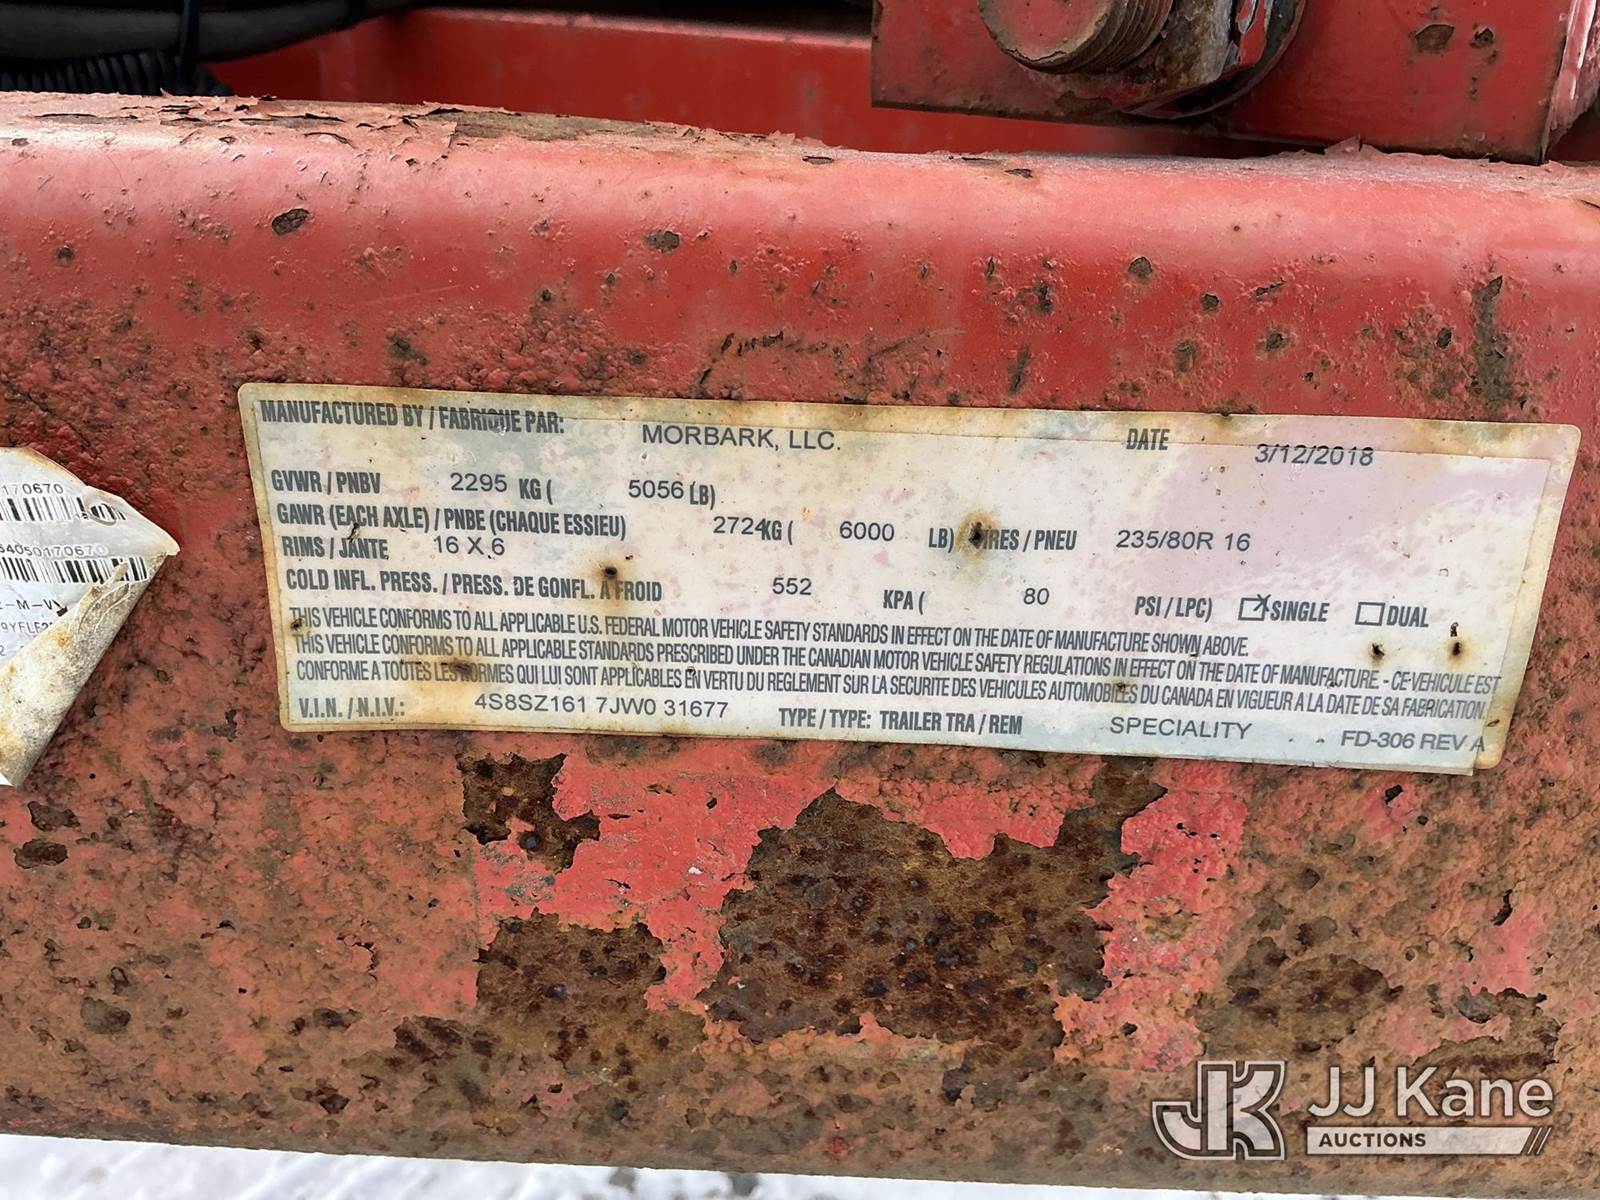 MANUFACTURED BY / FABRIQUE PAR: MORBARK, LLC. DATE 3/12/2018
GVWR / PNBV 2295 KG ( 5056 LB)
GAWR (EACH AXLE) / PNBE (CHAQUE ESSIEU) 2724 KG ( 6000 LB) TIRES / PNEU 235/80R 16
RIMS / JANTE 16 X 6
COLD INFL. PRESS. / PRESS. DE GONFL. A FROID 552 KPA ( 80 PSI / LPC) X SINGLE DUAL
THIS VEHICLE CONFORMS TO ALL APPLICABLE U.S. FEDERAL MOTOR VEHICLE SAFETY STANDARDS IN EFFECT ON THE DATE OF MANUFACTURE SHOWN ABOVE.
THIS VEHICLE CONFORMS TO ALL APPLICABLE STANDARDS PRESCRIBED UNDER THE CANADIAN MOTOR VEHICLE SAFETY REGULATIONS IN EFFECT ON THE DATE OF MANUFACTURE. - CE VEHICULE EST
CONFORME A TOUTES LES NORMES QUI LUI SONT APPLICABLES EN VERTU DU REGLEMENT SUR LA SECURITE DES VEHICULES AUTOMOBILES DU CANADA EN VIGUEUR A LA DATE DE SA FABRICATION.
V.I.N. / N.I.V.: 4S8SZ161 7JW0 31677 TYPE / TYPE: TRAILER TRA / REM SPECIALITY FD-306 REV A
170670
34050170670
JK JJ Kane
AUCTIONS